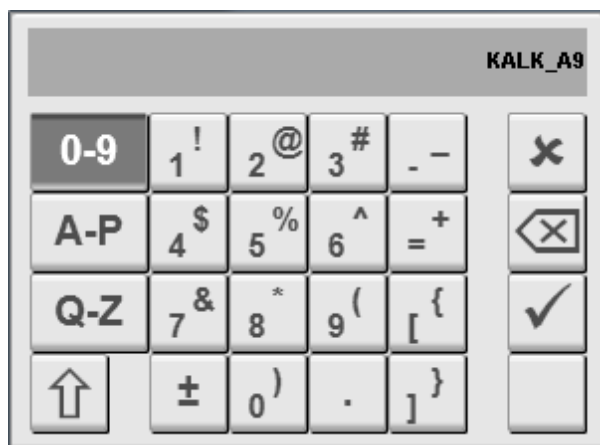 KALK_A9
0-9 1 ! 2 @ 3 # - _
A-P 4 $ 5 % 6 ^ = +
Q-Z 7 & 8 * 9 ( [ {
± 0 ) . ] }